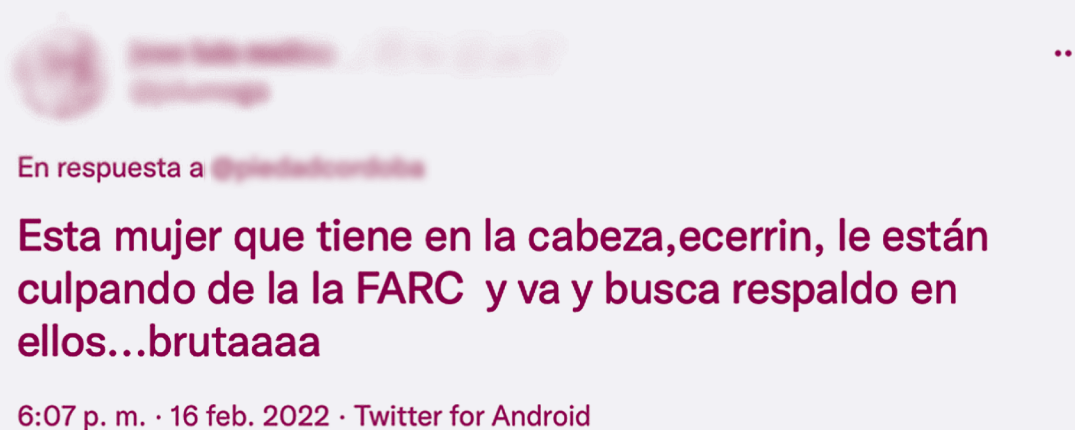 En respuesta a
Esta mujer que tiene en la cabeza,ecerrin, le están
culpando de la la FARC y va y busca respaldo en
ellos...brutaaaa
6:07 p. m. · 16 feb. 2022 · Twitter for Android